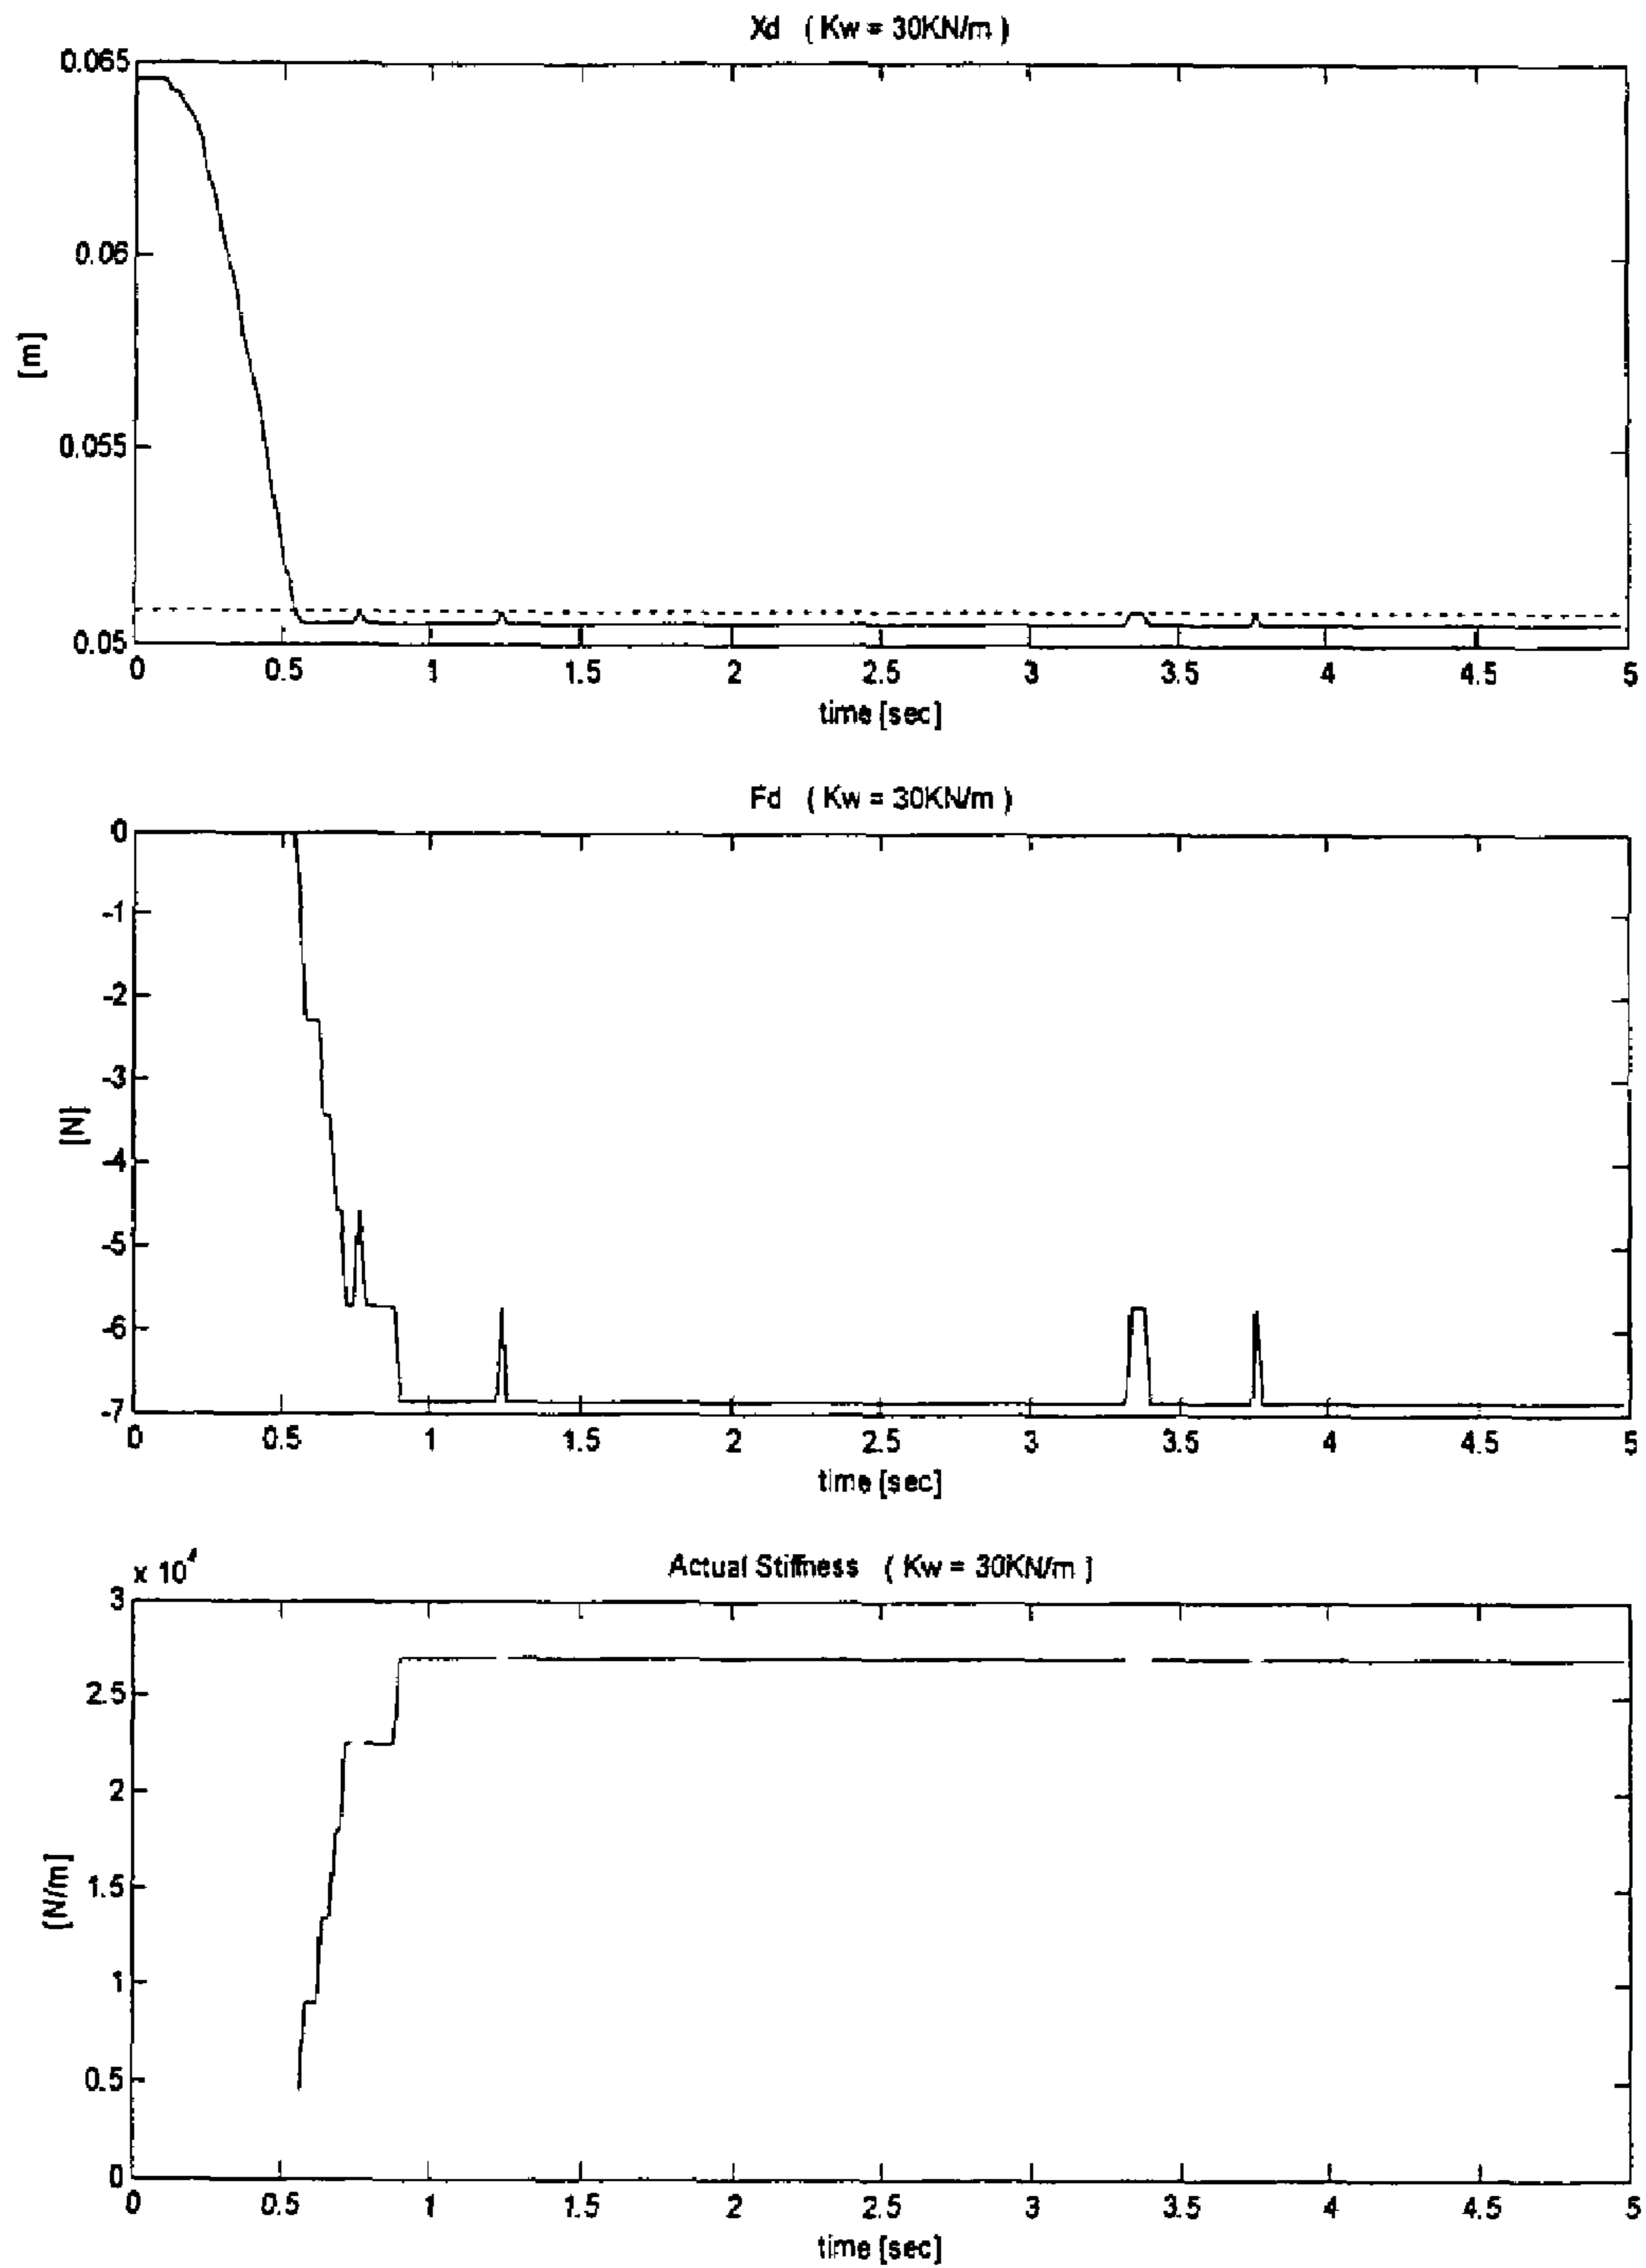 Xd ( Kw = 30KN/m )
0.065
0.06
0.055
0.05
[m]
0 0.5 1 1.5 2 2.5 3 3.5 4 4.5 5
time [sec]
Fd ( Kw = 30KN/m )
0
-1
-2
-3
-4
-5
-6
-7
[N]
0 0.5 1 1.5 2 2.5 3 3.5 4 4.5 5
time [sec]
x 10^4
Actual Stiffness ( Kw = 30KN/m )
3
2.5
2
1.5
1
0.5
0
[N/m]
0 0.5 1 1.5 2 2.5 3 3.5 4 4.5 5
time [sec]